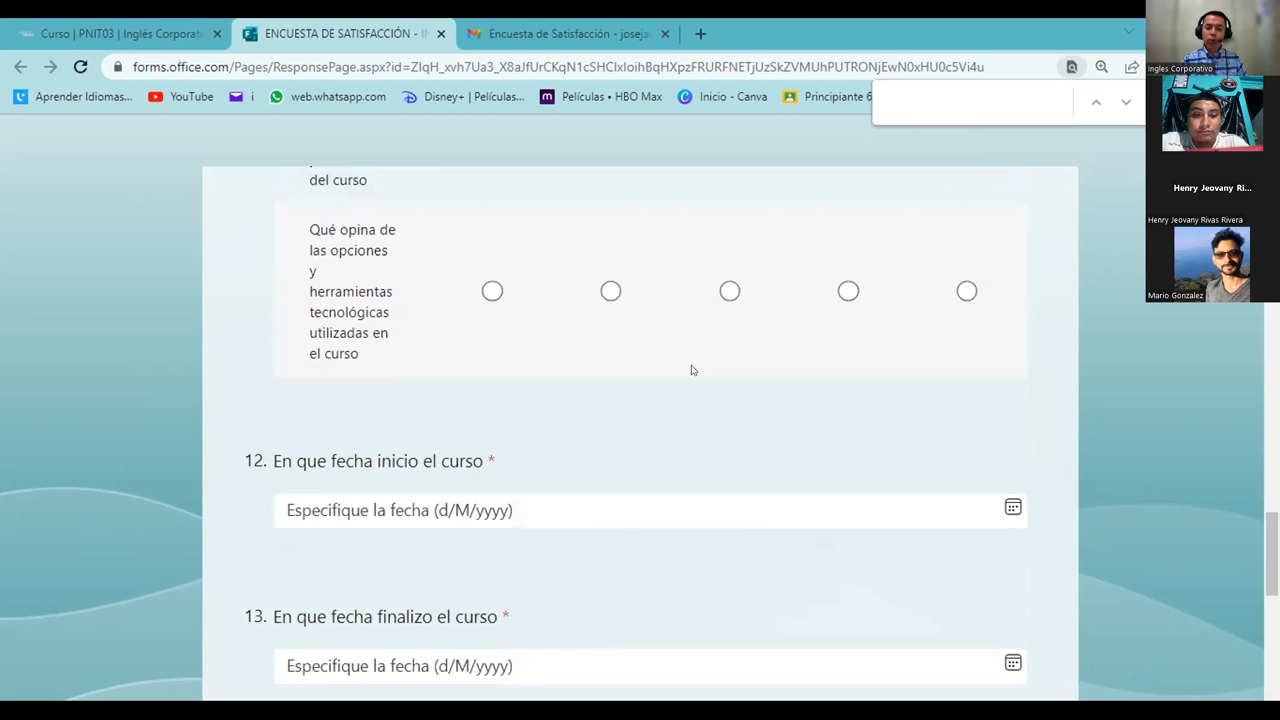 Curso | PNIT03 | Inglés Corporati
ENCUESTA DE SATISFACCIÓN - I
Encuesta de Satisfacción - joseja
forms.office.com/Pages/ResponsePage.aspx?id=ZIqH_xvh7Ua3_XMItUrCKqN1cSHCIxIoihBqHXpzFRURFNETjUzSkZVMUhPUTRONjEwN0xHU0c5Vi4u
Aprender Idiomas...
YouTube
i
web.whatsapp.com
Disney+ | Películas...
Películas • HBO Max
Inicio - Canva
Principiante 6
Ingles Corporativo
Henry Jeovany Ri...
Henry Jeovany Rivas Rivera
Mario Gonzalez
del curso
Qué opina de
las opciones
y
herramientas
tecnológicas
utilizadas en
el curso
12. En que fecha inicio el curso *
Especifique la fecha (d/M/yyyy)
13. En que fecha finalizo el curso *
Especifique la fecha (d/M/yyyy)